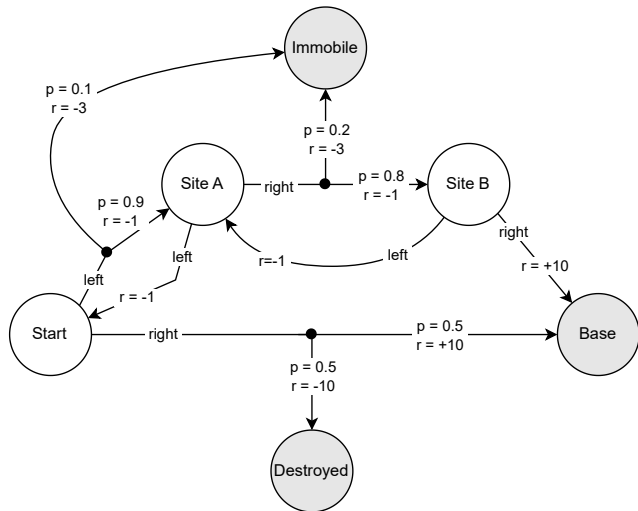 Immobile
p = 0.1
r = -3
p = 0.2
r = -3
Site A
right
p = 0.8
r = -1
Site B
p = 0.9
r = -1
left
r=-1
left
right
left
r = -1
r = +10
Start
right
p = 0.5
r = +10
Base
p = 0.5
r = -10
Destroyed